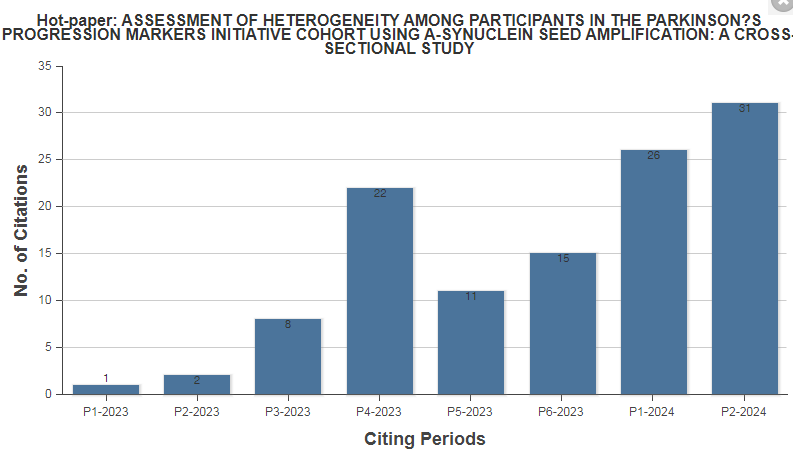 Hot-paper: ASSESSMENT OF HETEROGENEITY AMONG PARTICIPANTS IN THE PARKINSON?S
PROGRESSION MARKERS INITIATIVE COHORT USING Α-SYNUCLEIN SEED AMPLIFICATION: A CROSS-
SECTIONAL STUDY
No. of Citations
35
30
25
20
15
10
5
0
1
2
8
22
11
15
26
31
P1-2023 P2-2023 P3-2023 P4-2023 P5-2023 P6-2023 P1-2024 P2-2024
Citing Periods